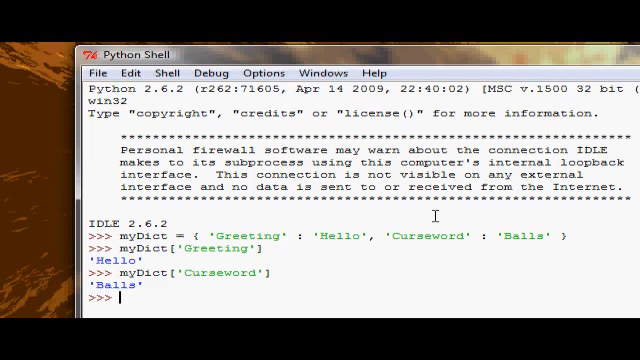 Python Shell
File Edit Shell Debug Options Windows Help
Python 2.6.2 (r262:71605, Apr 14 2009, 22:40:02) [MSC v.1500 32 bit (
win32
Type "copyright", "credits" or "license()" for more information.
****************************************************************
Personal firewall software may warn about the connection IDLE
makes to its subprocess using this computer's internal loopback
interface.  This connection is not visible on any external
interface and no data is sent to or received from the Internet.
****************************************************************
IDLE 2.6.2
>>> myDict = { 'Greeting' : 'Hello', 'Curseword' : 'Balls' }
>>> myDict['Greeting']
'Hello'
>>> myDict['Curseword']
'Balls'
>>>